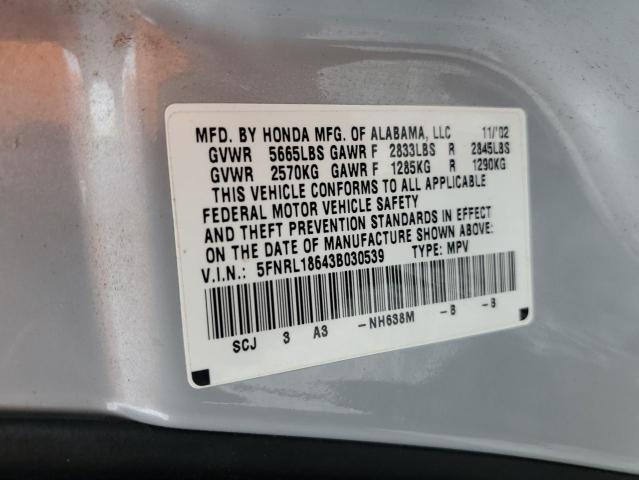 MFD. BY HONDA MFG. OF ALABAMA, LLC 11/'02
GVWR 5665LBS GAWR F 2833LBS R 2845LBS
GVWR 2570KG GAWR F 1285KG R 1290KG
THIS VEHICLE CONFORMS TO ALL APPLICABLE
FEDERAL MOTOR VEHICLE SAFETY
AND THEFT PREVENTION STANDARDS IN EFFECT
ON THE DATE OF MANUFACTURE SHOWN ABOVE.
V.I.N.: 5FNRL18643B030539 TYPE: MPV
SCJ 3 A3 -NH638M -B -B